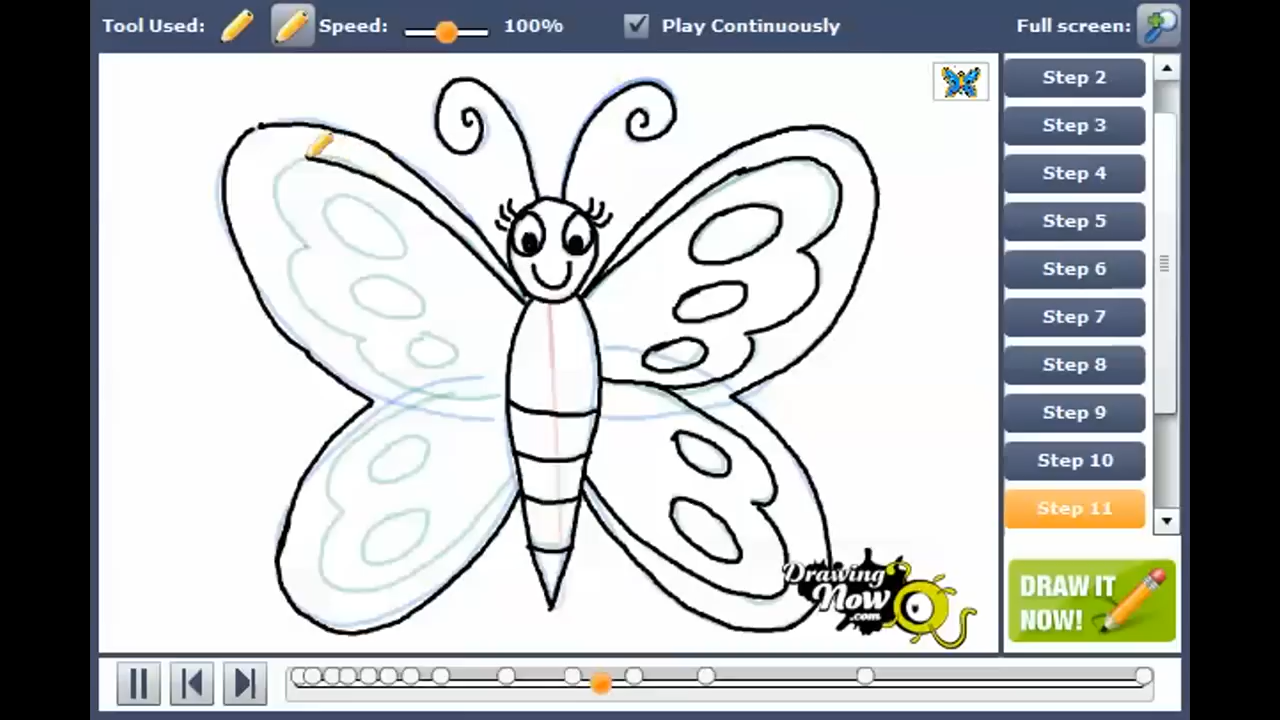 Tool Used:
Speed:
100%
Play Continuously
Full screen:
Step 2
Step 3
Step 4
Step 5
Step 6
Step 7
Step 8
Step 9
Step 10
Step 11
DRAW IT
NOW!
Drawing
Now
.com